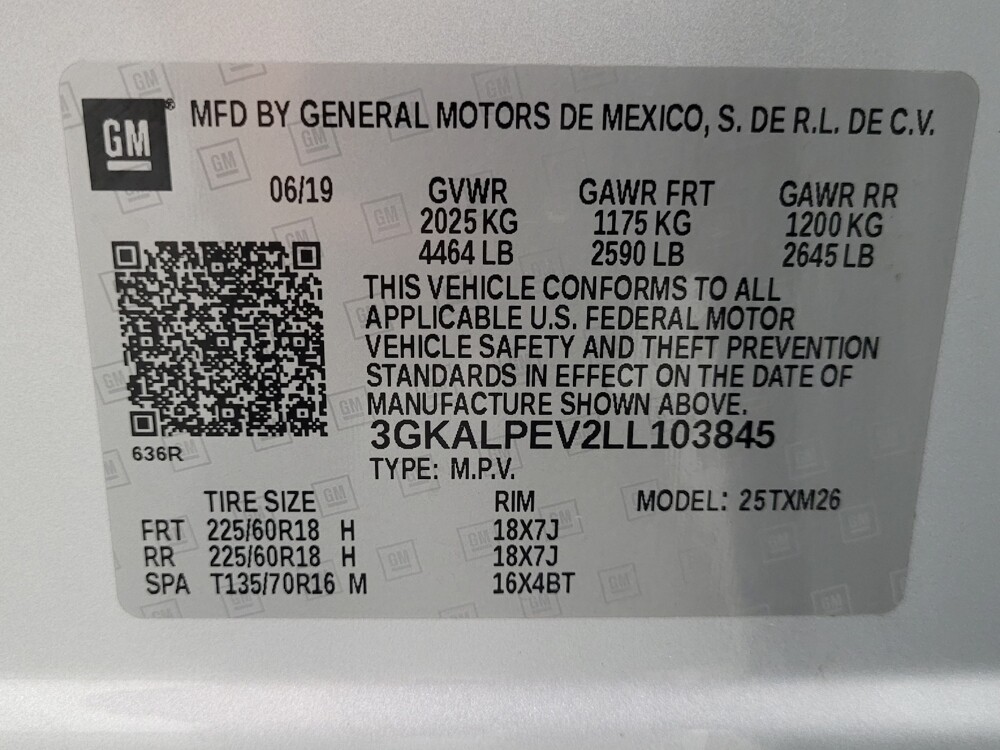 GM® MFD BY GENERAL MOTORS DE MEXICO, S. DE R.L. DE C.V.
06/19 GVWR GAWR FRT GAWR RR
2025 KG 1175 KG 1200 KG
4464 LB 2590 LB 2645 LB
THIS VEHICLE CONFORMS TO ALL
APPLICABLE U.S. FEDERAL MOTOR
VEHICLE SAFETY AND THEFT PREVENTION
STANDARDS IN EFFECT ON THE DATE OF
MANUFACTURE SHOWN ABOVE.
3GKALPEV2LL103845
636R
TYPE: M.P.V.
TIRE SIZE RIM MODEL: 25TXM26
FRT 225/60R18 H 18X7J
RR 225/60R18 H 18X7J
SPA T135/70R16 M 16X4BT